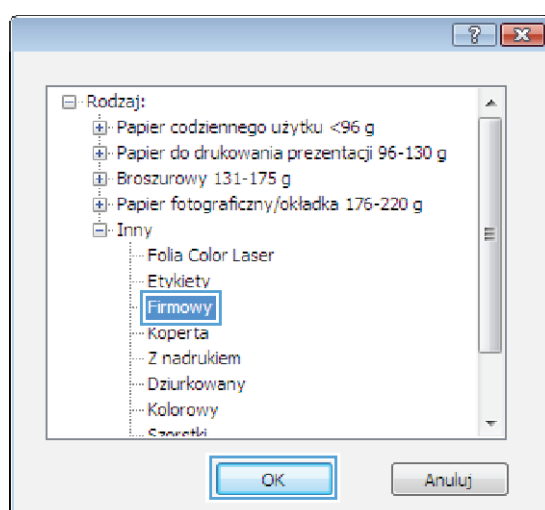 Rodzaj:
Papier codziennego użytku <96 g
Papier do drukowania prezentacji 96-130 g
Broszurowy 131-175 g
Papier fotograficzny/okładka 176-220 g
Inny
Folia Color Laser
Etykiety
Firmowy
Koperta
Z nadrukiem
Dziurkowany
Kolorowy
Szorstki
OK Anuluj